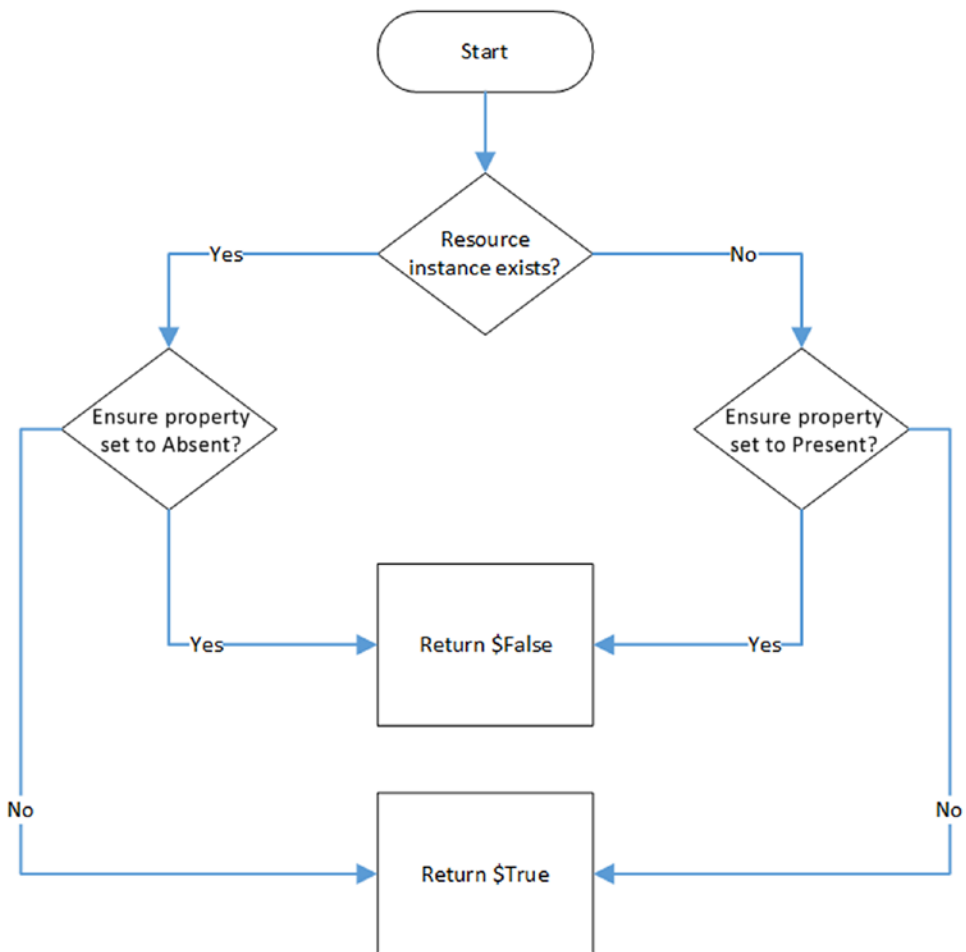 Start
Resource
instance exists?
Yes
No
Ensure property
set to Absent?
Ensure property
set to Present?
Yes
Return $False
Yes
No
No
Return $True